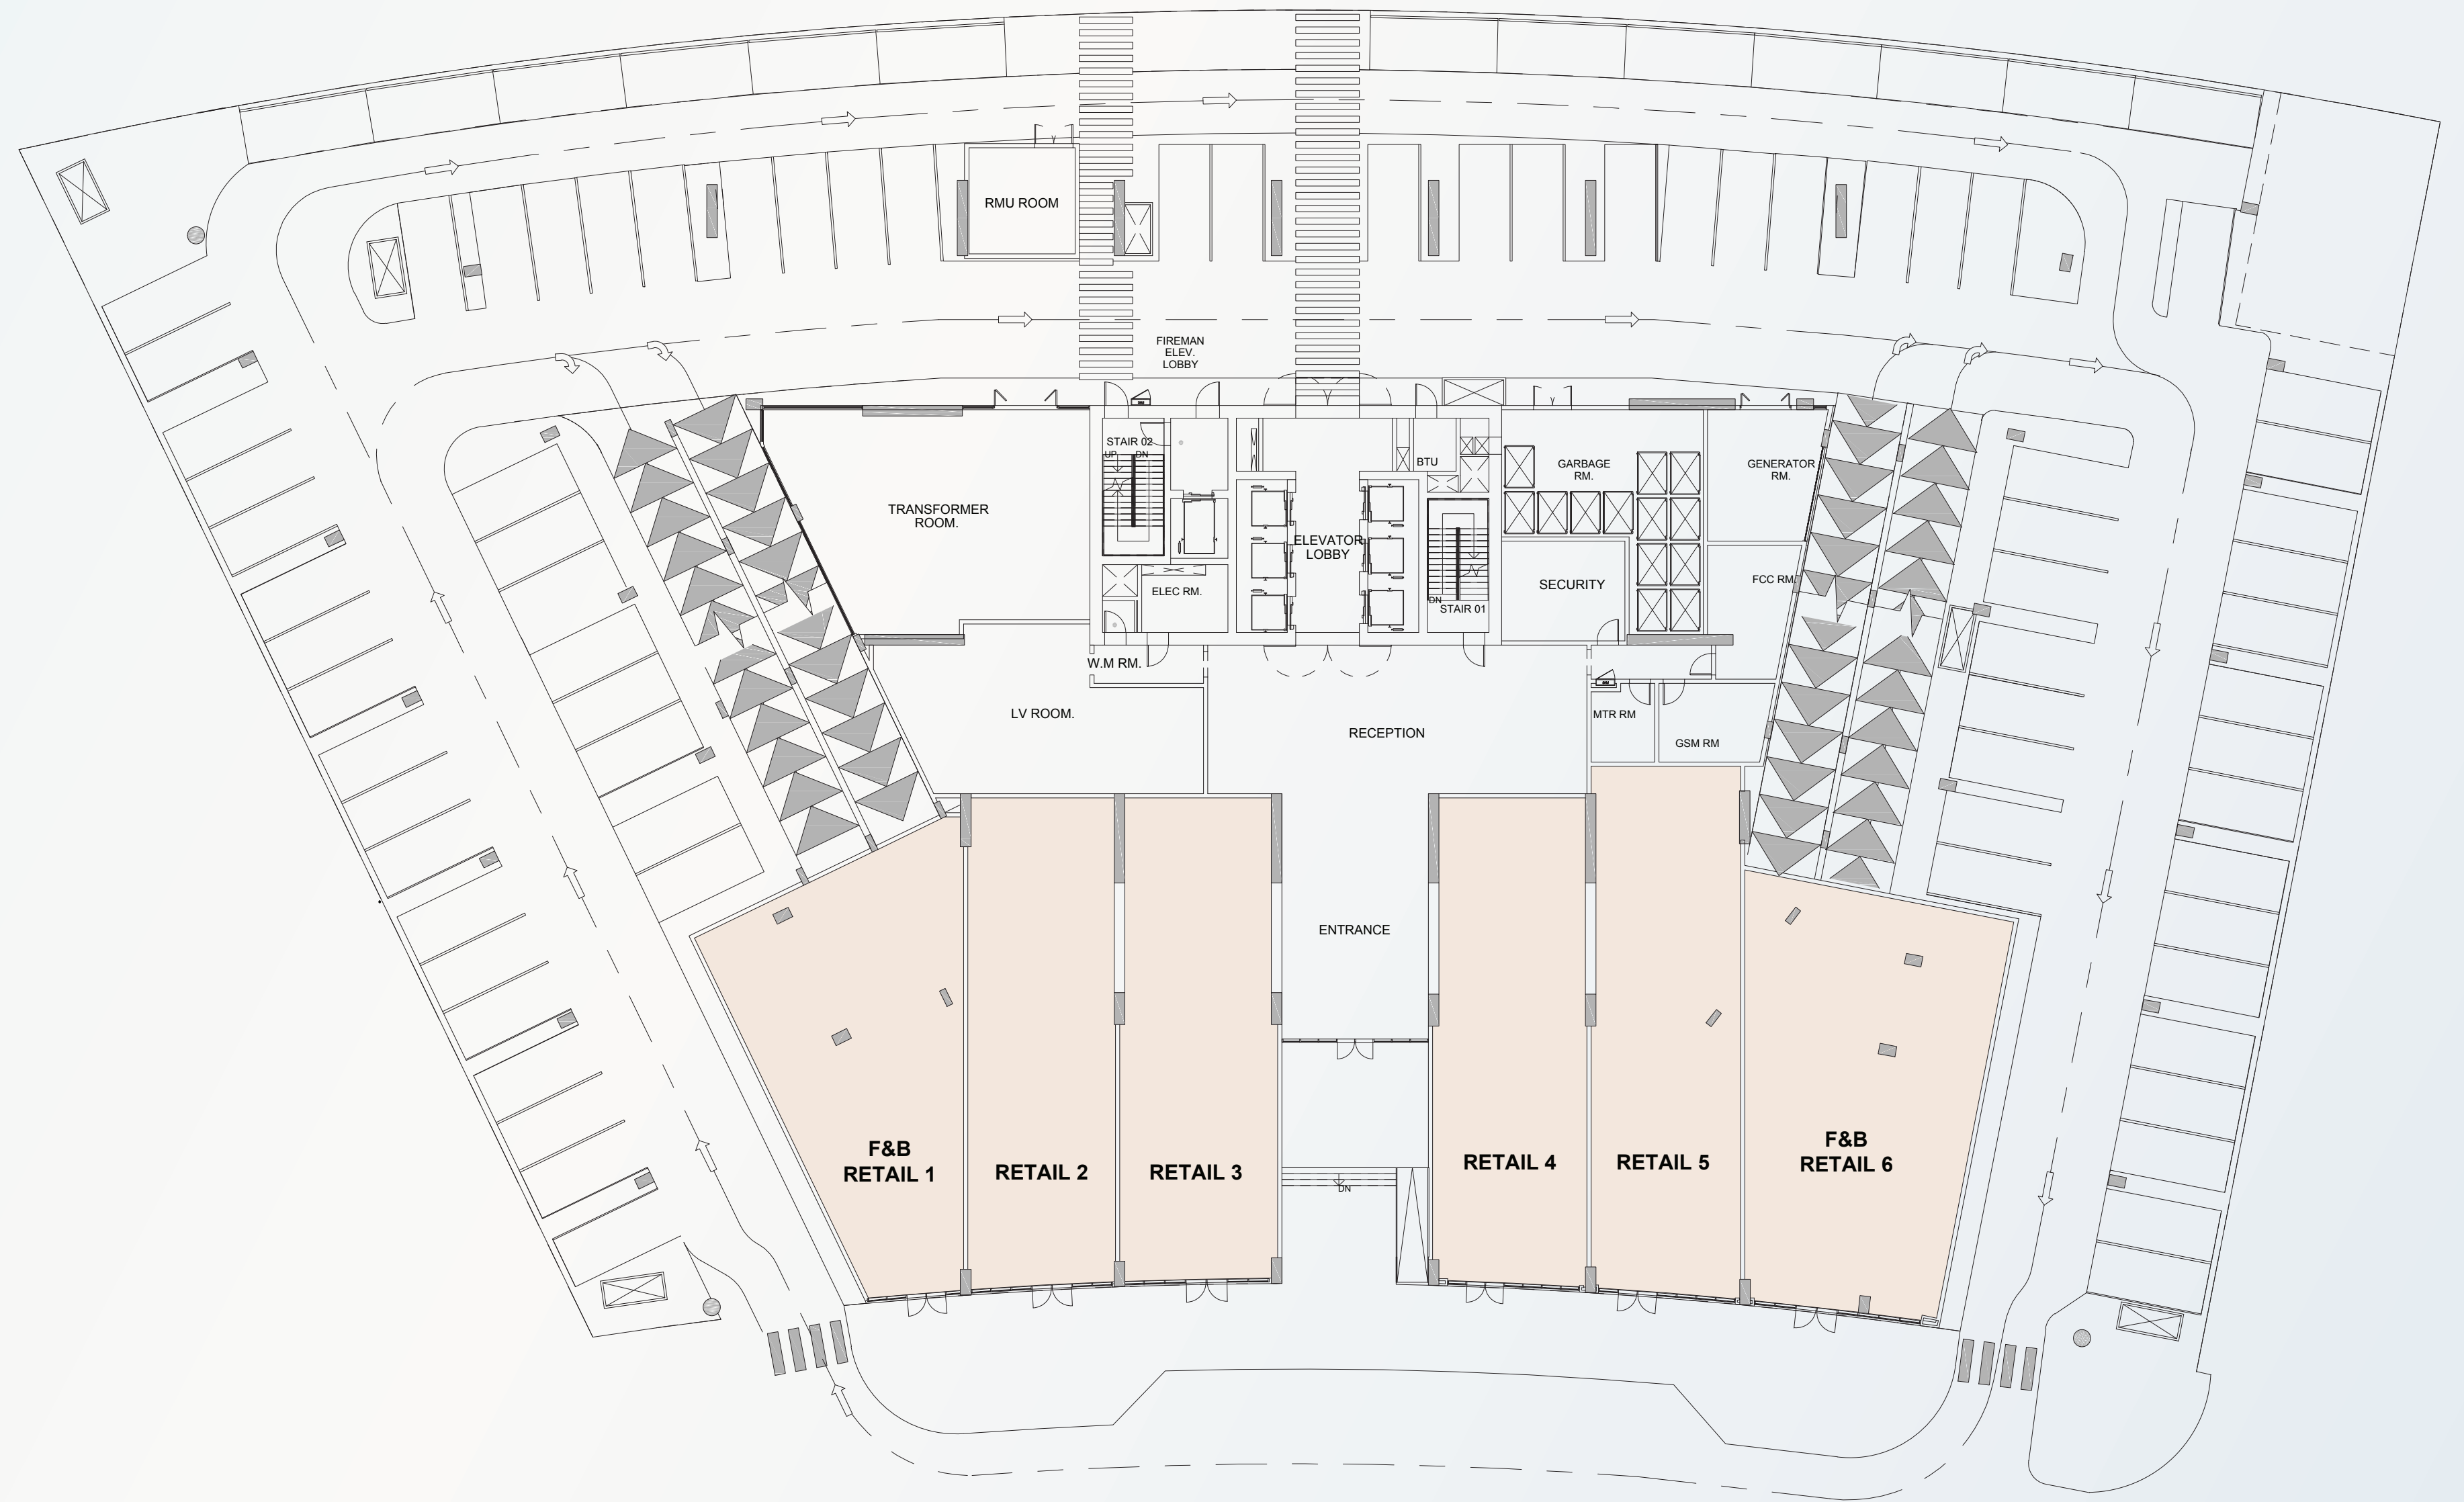 RMU ROOM
FIREMAN
ELEV.
LOBBY
STAIR 02
UP
DN
BTU
GARBAGE
RM.
GENERATOR
RM.
TRANSFORMER
ROOM.
ELEVATOR
LOBBY
ELEC RM.
SECURITY
FCC RM.
DN
STAIR 01
W.M RM.
LV ROOM.
RECEPTION
MTR RM
GSM RM
ENTRANCE
F&B
RETAIL 1
RETAIL 2
RETAIL 3
RETAIL 4
RETAIL 5
F&B
RETAIL 6
DN